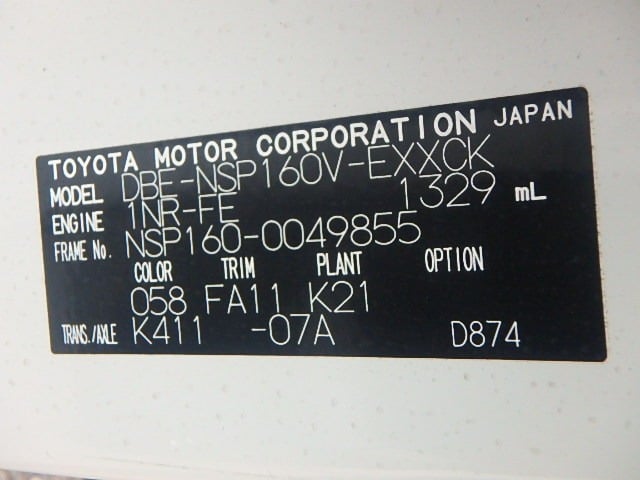 TOYOTA MOTOR CORPORATION JAPAN
MODEL DBE-NSP160V-EXXCK
ENGINE 1NR-FE 1329 mL
FRAME No. NSP160-0049855
COLOR TRIM PLANT OPTION
058 FA11 K21
TRANS./AXLE K411 -07A D874